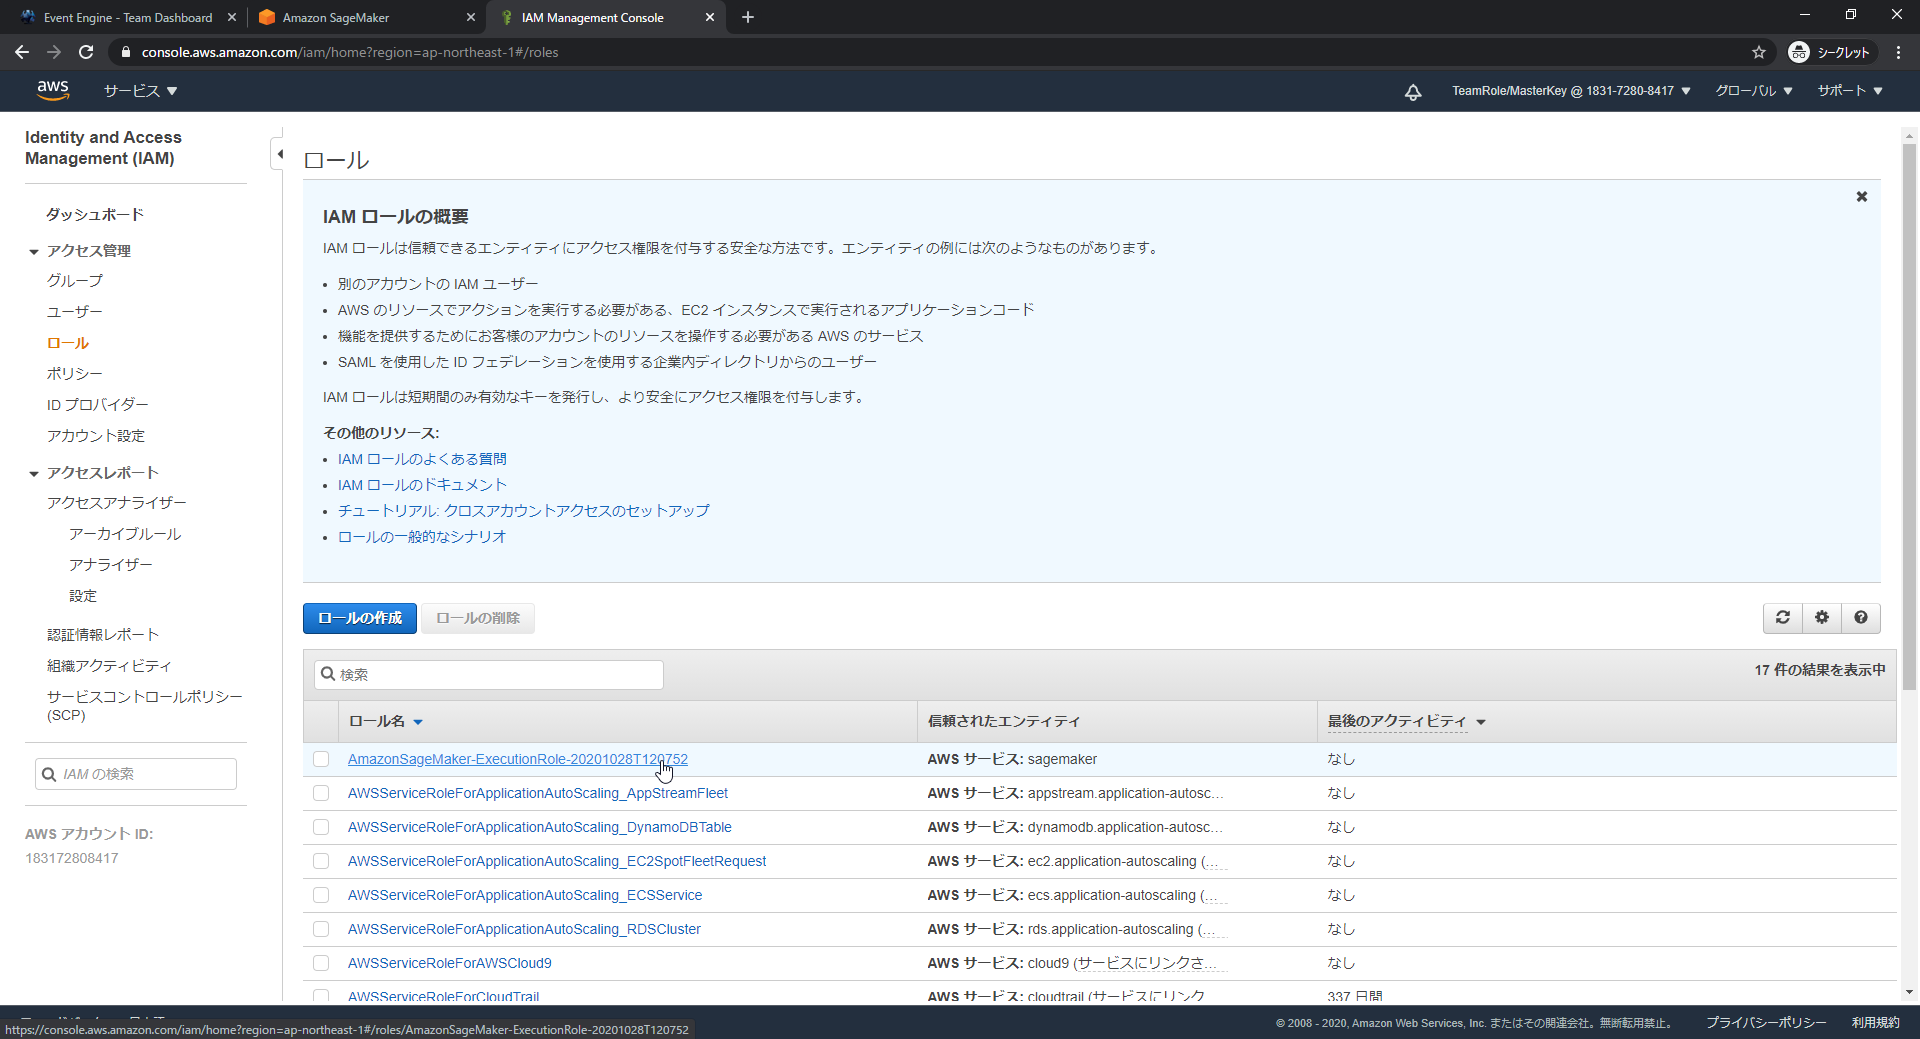 Event Engine - Team Dashboard
Amazon SageMaker
IAM Management Console
console.aws.amazon.com/iam/home?region=ap-northeast-1#/roles
シークレット
aws
サービス
TeamRole/MasterKey @ 1831-7280-8417
グローバル
サポート
Identity and Access
Management (IAM)
ダッシュボード
アクセス管理
グループ
ユーザー
ロール
ポリシー
ID プロバイダー
アカウント設定
アクセスレポート
アクセスアナライザー
アーカイブルール
アナライザー
設定
認証情報レポート
組織アクティビティ
サービスコントロールポリシー
(SCP)
IAM の検索
AWS アカウント ID:
183172808417
ロール
IAM ロールの概要
IAM ロールは信頼できるエンティティにアクセス権限を付与する安全な方法です。エンティティの例には次のようなものがあります。
• 別のアカウントの IAM ユーザー
• AWS のリソースでアクションを実行する必要がある、EC2 インスタンスで実行されるアプリケーションコード
• 機能を提供するためにお客様のアカウントのリソースを操作する必要がある AWS のサービス
• SAML を使用した ID フェデレーションを使用する企業内ディレクトリからのユーザー
IAM ロールは短期間のみ有効なキーを発行し、より安全にアクセス権限を付与します。
その他のリソース:
• IAM ロールのよくある質問
• IAM ロールのドキュメント
• チュートリアル: クロスアカウントアクセスのセットアップ
• ロールの一般的なシナリオ
ロールの作成
ロールの削除
検索
17 件の結果を表示中
ロール名
信頼されたエンティティ
最後のアクティビティ
AmazonSageMaker-ExecutionRole-20201028T120752 AWS サービス: sagemaker なし
AWSServiceRoleForApplicationAutoScaling_AppStreamFleet AWS サービス: appstream.application-autosc… なし
AWSServiceRoleForApplicationAutoScaling_DynamoDBTable AWS サービス: dynamodb.application-autosc… なし
AWSServiceRoleForApplicationAutoScaling_EC2SpotFleetRequest AWS サービス: ec2.application-autoscaling (… なし
AWSServiceRoleForApplicationAutoScaling_ECSService AWS サービス: ecs.application-autoscaling (… なし
AWSServiceRoleForApplicationAutoScaling_RDSCluster AWS サービス: rds.application-autoscaling (… なし
AWSServiceRoleForAWSCloud9 AWS サービス: cloud9 (サービスにリンクさ… なし
AWSServiceRoleForCloudTrail AWS サービス: cloudtrail (サービスにリンク 337 日間
https://console.aws.amazon.com/iam/home?region=ap-northeast-1#/roles/AmazonSageMaker-ExecutionRole-20201028T120752
© 2008 - 2020, Amazon Web Services, Inc. またはその関連会社。無断転用禁止。
プライバシーポリシー
利用規約